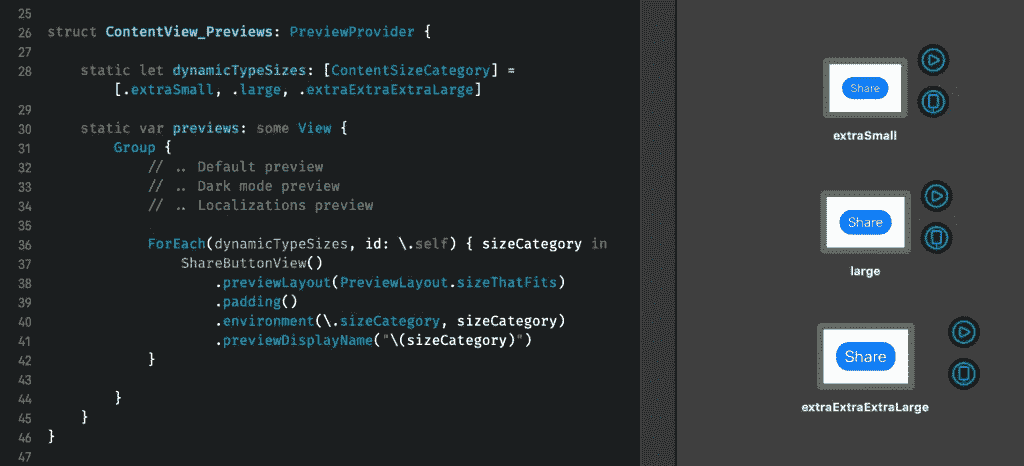 25
26 struct ContentView_Previews: PreviewProvider {
27
28 static let dynamicTypeSizes: [ContentSizeCategory] =
[.extraSmall, .large, .extraExtraExtraLarge]
29
30 static var previews: some View {
31 Group {
32 // .. Default preview
33 // .. Dark mode preview
34 // .. Localizations preview
35
36 ForEach(dynamicTypeSizes, id: \.self) { sizeCategory in
37 ShareButtonView()
38 .previewLayout(PreviewLayout.sizeThatFits)
39 .padding()
40 .environment(\.sizeCategory, sizeCategory)
41 .previewDisplayName("\(sizeCategory)")
42 }
43
44 }
45 }
46 }
47
Share
extraSmall
Share
large
Share
extraExtraExtraLarge